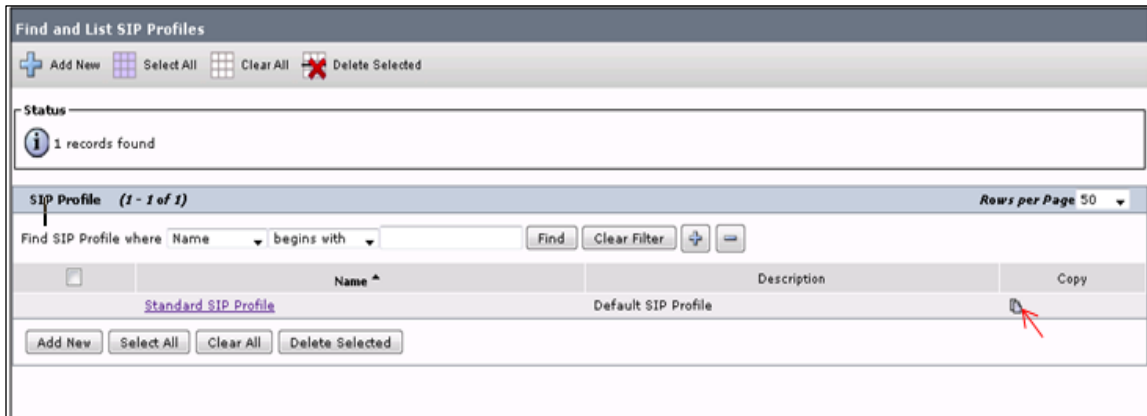 Find and List SIP Profiles
Add New Select All Clear All Delete Selected
Status
1 records found
SIP Profile (1 - 1 of 1) Rows per Page 50
Find SIP Profile where Name begins with Find Clear Filter
Name Description Copy
Standard SIP Profile Default SIP Profile
Add New Select All Clear All Delete Selected